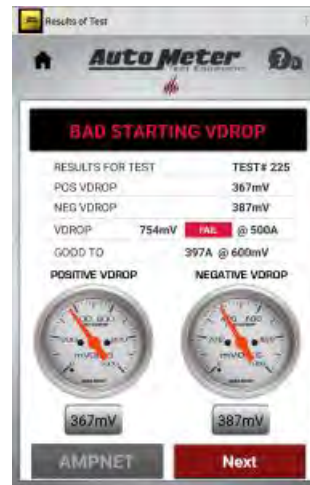 Results of Test
Auto Meter
BAD STARTING VDROP
RESULTS FOR TEST TEST# 225
POS VDROP 367mV
NEG VDROP 387mV
VDROP 754mV FAIL @ 500A
GOOD TO 397A @ 600mV
POSITIVE VDROP NEGATIVE VDROP
367mV 387mV
AMPNET Next